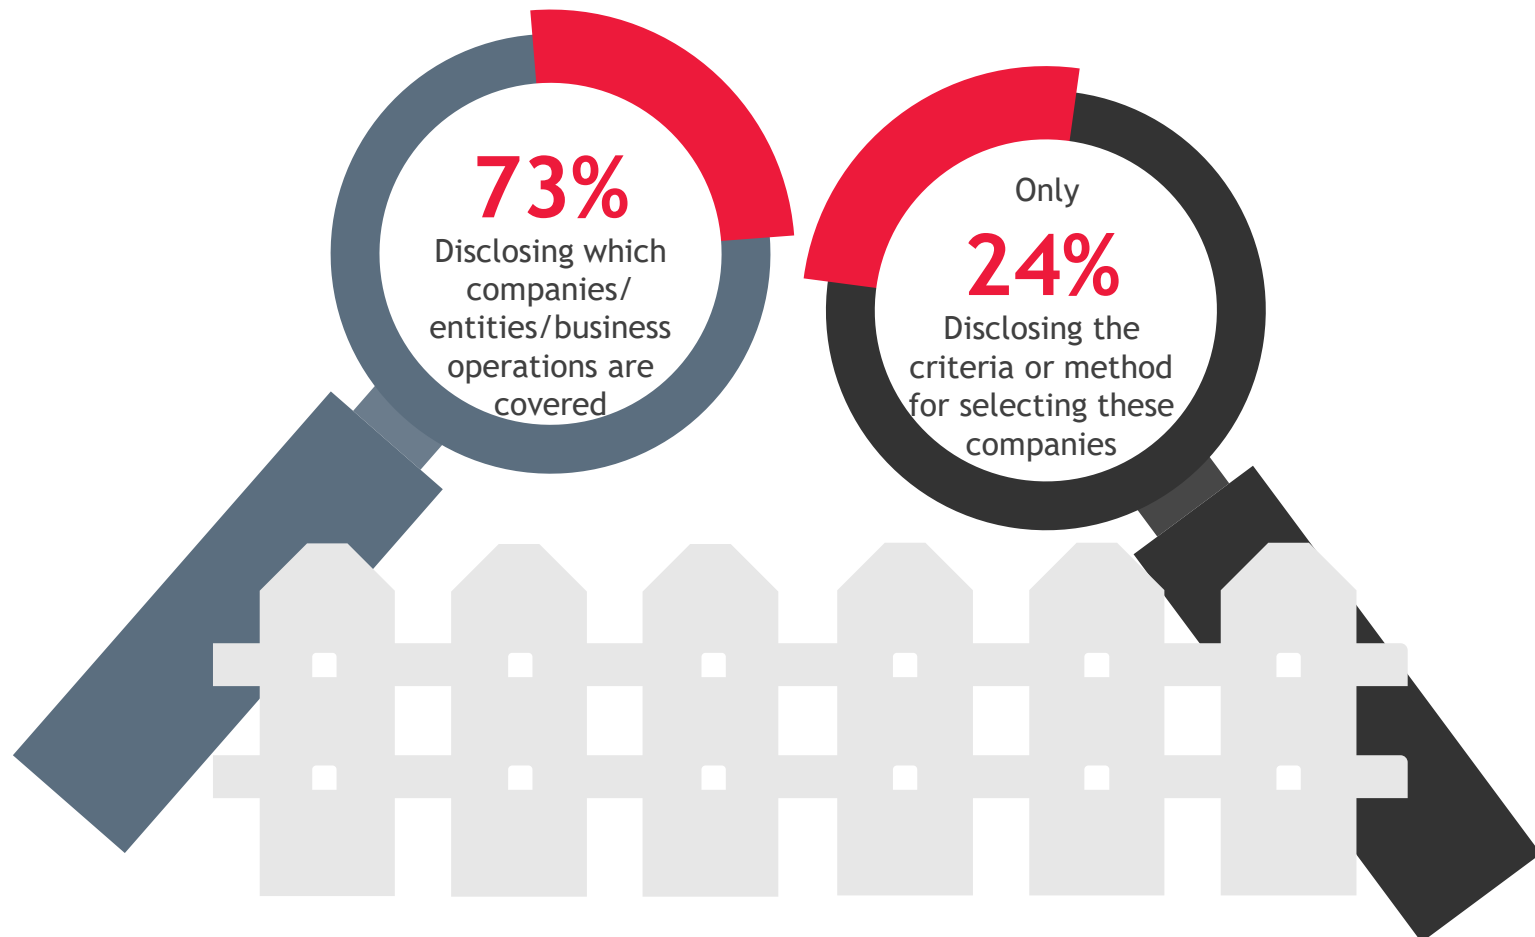 73%
Disclosing which
companies/
entities/business
operations are
covered
Only
24%
Disclosing the
criteria or method
for selecting these
companies